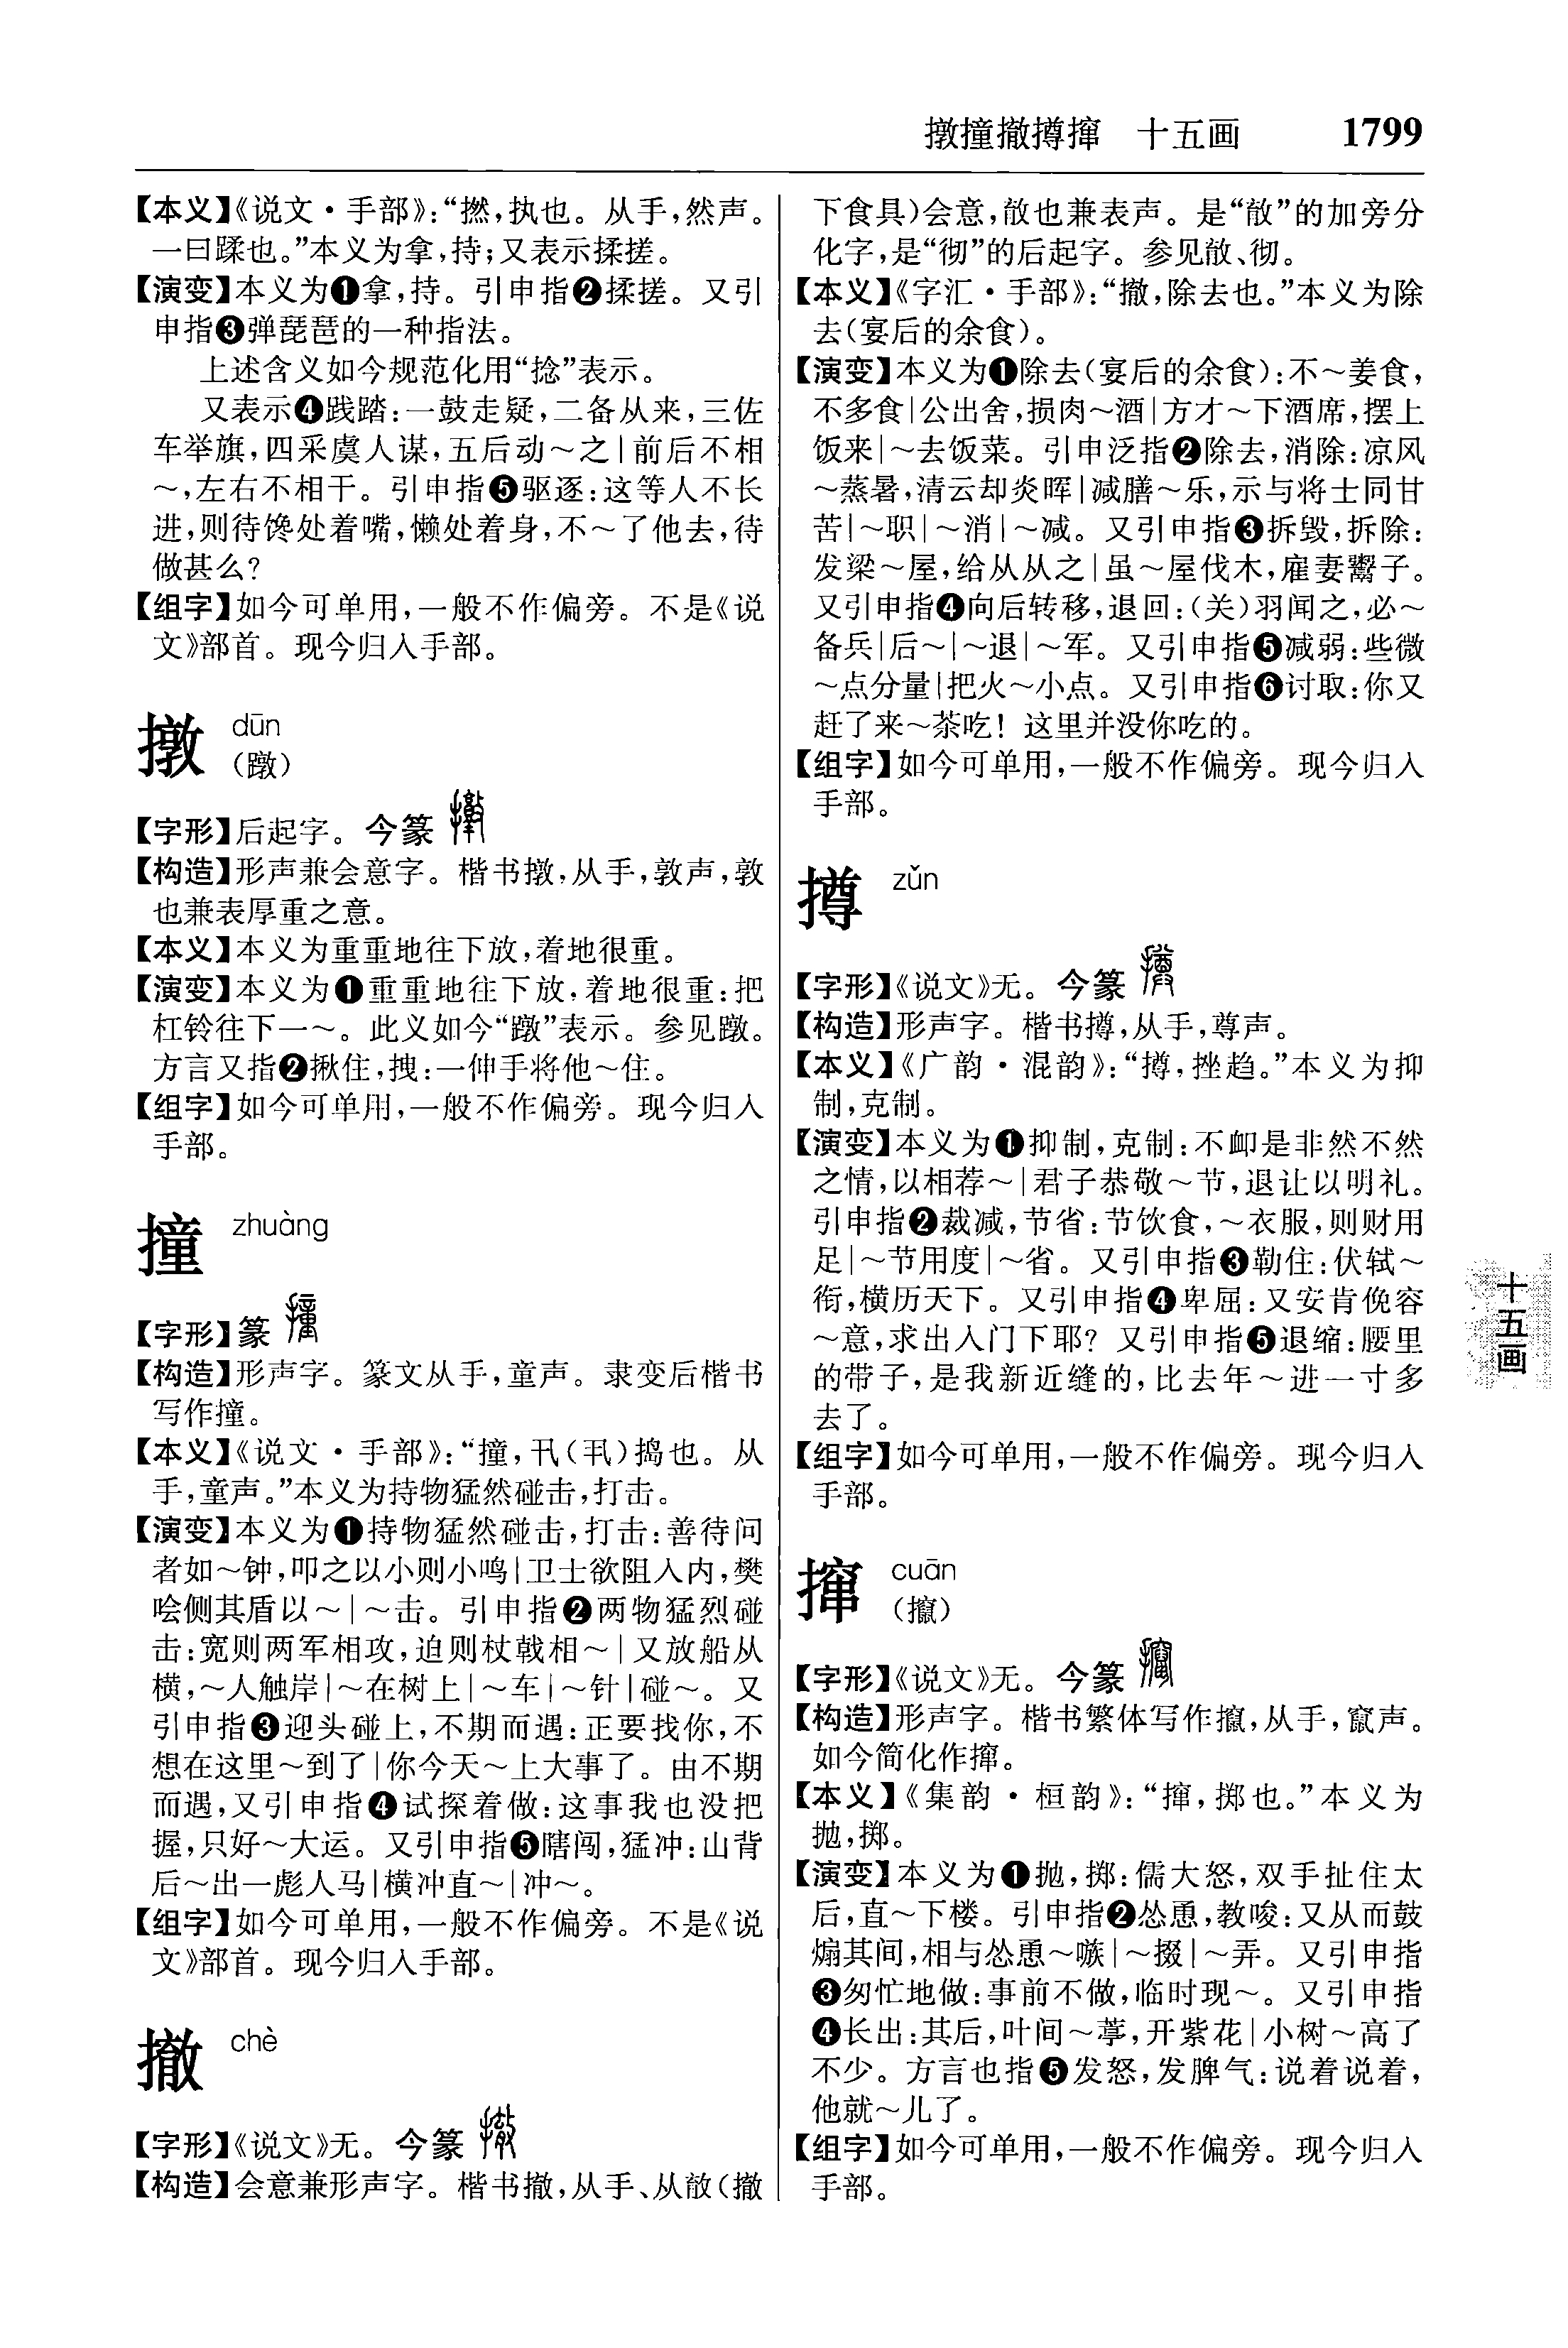 撴撞撤撙撺 十五画 1799
【本义】《说文·手部》：“撚，执也。从手，然声。
一曰蹂也。”本义为拿，持；又表示揉搓。
【演变】本义为❶拿，持。引申指❷揉搓。又引
申指❸弹琵琶的一种指法。
上述含义如今规范化用“捻”表示。
又表示❹践踏：一鼓走疑，二备从来，三佐
车举旗，四采虞人谋，五后动～之|前后不相
～，左右不相干。引申指❺驱逐：这等人不长
进，则待馋处着嘴，懒处着身，不～了他去，待
做甚么？
【组字】如今可单用，一般不作偏旁。不是《说
文》部首。现今归入手部。
撴 dūn
（蹾）
【字形】后起字。今篆
【构造】形声兼会意字。楷书撴，从手，敦声，敦
也兼表厚重之意。
【本义】本义为重重地往下放，着地很重。
【演变】本义为❶重重地往下放，着地很重：把
杠铃往下一～。此义如今“蹾”表示。参见蹾。
方言又指❷揪住，拽：一伸手将他～住。
【组字】如今可单用，一般不作偏旁。现今归入
手部。
撞 zhuàng
【字形】篆
【构造】形声字。篆文从手，童声。隶变后楷书
写作撞。
【本义】《说文·手部》：“撞，卂（丮）捣也。从
手，童声。”本义为持物猛然碰击，打击。
【演变】本义为❶持物猛然碰击，打击：善待问
者如～钟，叩之以小则小鸣|卫士欲阻入内，樊
哙侧其盾以～|～击。引申指❷两物猛烈碰
击：宽则两军相攻，迫则杖戟相～|又放船从
横，～人触岸|～在树上|～车|～针|碰～。又
引申指❸迎头碰上，不期而遇：正要找你，不
想在这里～到了|你今天～上大事了。由不期
而遇，又引申指❹试探着做：这事我也没把
握，只好～大运。又引申指❺瞎闯，猛冲：山背
后～出一彪人马|横冲直～|冲～。
【组字】如今可单用，一般不作偏旁。不是《说
文》部首。现今归入手部。
撤 chè
【字形】《说文》无。今篆
【构造】会意兼形声字。楷书撤，从手、从㪿（撤
下食具）会意，㪿也兼表声。是“㪿”的加旁分
化字，是“彻”的后起字。参见㪿、彻。
【本义】《字汇·手部》：“撤，除去也。”本义为除
去（宴后的余食）。
【演变】本义为❶除去（宴后的余食）：不～姜食，
不多食|公出舍，损肉～酒|方才～下酒席，摆上
饭来|～去饭菜。引申泛指❷除去，消除：凉风
～蒸暑，清云却炎晖|减膳～乐，示与将士同甘
苦|～职|～消|～减。又引申指❸拆毁，拆除：
发梁～屋，给从从之|虽～屋伐木，雇妻鬻子。
又引申指❹向后转移，退回：（关）羽闻之，必～
备兵|后～|～退|～军。又引申指❺减弱：些微
～点分量|把火～小点。又引申指❻讨取：你又
赶了来～茶吃！这里并没你吃的。
【组字】如今可单用，一般不作偏旁。现今归入
手部。
撙 zǔn
【字形】《说文》无。今篆
【构造】形声字。楷书撙，从手，尊声。
【本义】《广韵·混韵》：“撙，挫趋。”本义为抑
制，克制。
【演变】本义为❶抑制，克制：不卹是非然不然
之情，以相荐～|君子恭敬～节，退让以明礼。
引申指❷裁减，节省：节饮食，～衣服，则财用
足|～节用度|～省。又引申指❸勒住：伏轼～
衔，横历天下。又引申指❹卑屈：又安肯俛容
～意，求出入门下耶？又引申指❺退缩：腰里
的带子，是我新近缝的，比去年～进一寸多
去了。
【组字】如今可单用，一般不作偏旁。现今归入
手部。
撺 cuān
（攛）
【字形】《说文》无。今篆
【构造】形声字。楷书繁体写作攛，从手，竄声。
如今简化作撺。
【本义】《集韵·桓韵》：“撺，掷也。”本义为
抛，掷。
【演变】本义为❶抛，掷：儒大怒，双手扯住太
后，直～下楼。引申指❷怂恿，教唆：又从而鼓
煽其间，相与怂恿～嗾|～掇|～弄。又引申指
❸匆忙地做：事前不做，临时现～。又引申指
❹长出：其后，叶间～葶，开紫花|小树～高了
不少。方言也指❺发怒，发脾气：说着说着，
他就～儿了。
【组字】如今可单用，一般不作偏旁。现今归入
手部。
十五画